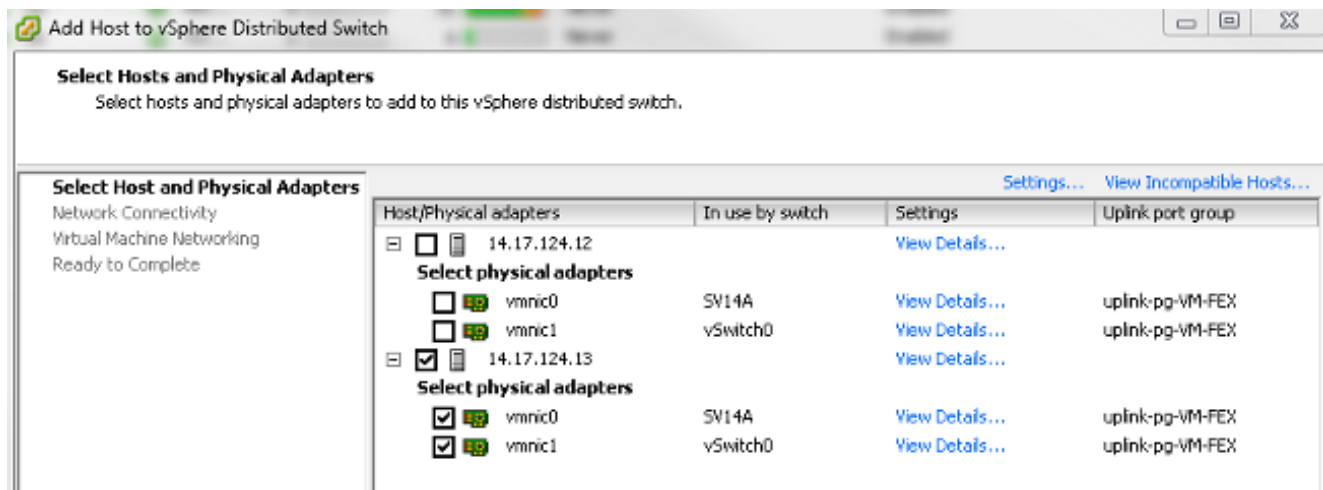 Add Host to vSphere Distributed Switch
Select Hosts and Physical Adapters
Select hosts and physical adapters to add to this vSphere distributed switch.
Select Host and Physical Adapters
Network Connectivity
Virtual Machine Networking
Ready to Complete
Settings... View Incompatible Hosts...
Host/Physical adapters In use by switch Settings Uplink port group
14.17.124.12 View Details...
Select physical adapters
vmnic0 SV14A View Details... uplink-pg-VM-FEX
vmnic1 vSwitch0 View Details... uplink-pg-VM-FEX
14.17.124.13 View Details...
Select physical adapters
vmnic0 SV14A View Details... uplink-pg-VM-FEX
vmnic1 vSwitch0 View Details... uplink-pg-VM-FEX